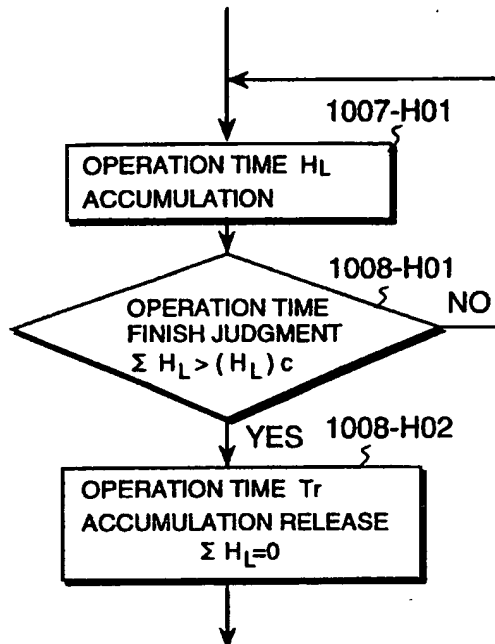 1007-H01
OPERATION TIME HL
ACCUMULATION
1008-H01
OPERATION TIME
FINISH JUDGMENT
Σ HL > (HL) c
NO
YES
1008-H02
OPERATION TIME Tr
ACCUMULATION RELEASE
Σ HL=0